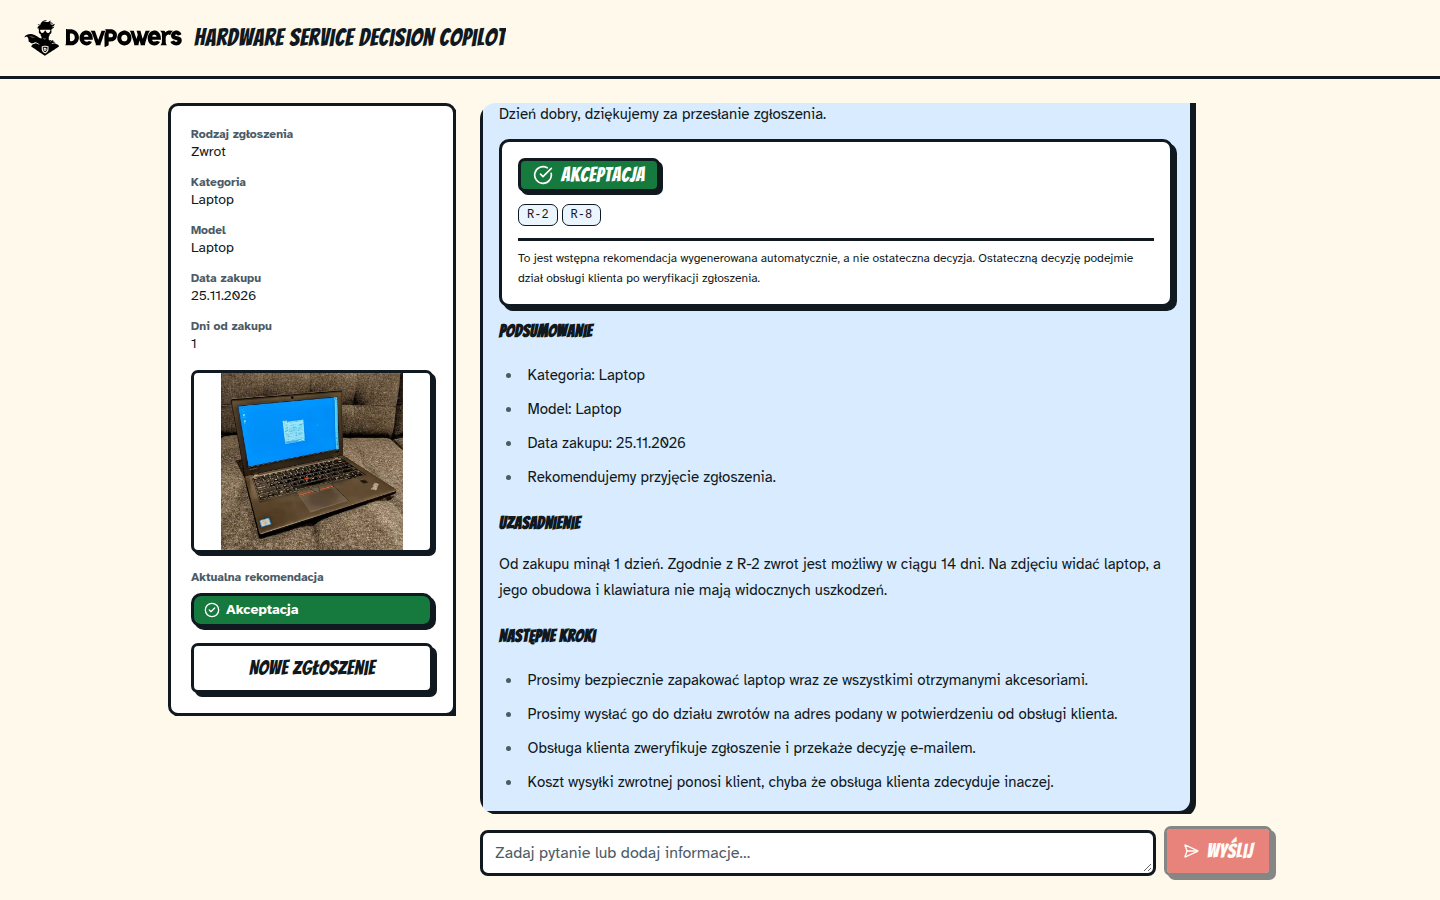 DevPowers HARDWARE SERVICE DECISION COPILOT
Rodzaj zgłoszenia
Zwrot
Kategoria
Laptop
Model
Laptop
Data zakupu
25.11.2026
Dni od zakupu
1
Aktualna rekomendacja
Akceptacja
NOWE ZGŁOSZENIE
Dzień dobry, dziękujemy za przesłanie zgłoszenia.
AKCEPTACJA
R-2 R-8
To jest wstępna rekomendacja wygenerowana automatycznie, a nie ostateczna decyzja. Ostateczną decyzję podejmie
dział obsługi klienta po weryfikacji zgłoszenia.
PODSUMOWANIE
Kategoria: Laptop
Model: Laptop
Data zakupu: 25.11.2026
Rekomendujemy przyjęcie zgłoszenia.
UZASADNIENIE
Od zakupu minął 1 dzień. Zgodnie z R-2 zwrot jest możliwy w ciągu 14 dni. Na zdjęciu widać laptop, a
jego obudowa i klawiatura nie mają widocznych uszkodzeń.
NASTĘPNE KROKI
Prosimy bezpiecznie zapakować laptop wraz ze wszystkimi otrzymanymi akcesoriami.
Prosimy wysłać go do działu zwrotów na adres podany w potwierdzeniu od obsługi klienta.
Obsługa klienta zweryfikuje zgłoszenie i przekaże decyzję e-mailem.
Koszt wysyłki zwrotnej ponosi klient, chyba że obsługa klienta zdecyduje inaczej.
Zadaj pytanie lub dodaj informacje...
WYŚLIJ